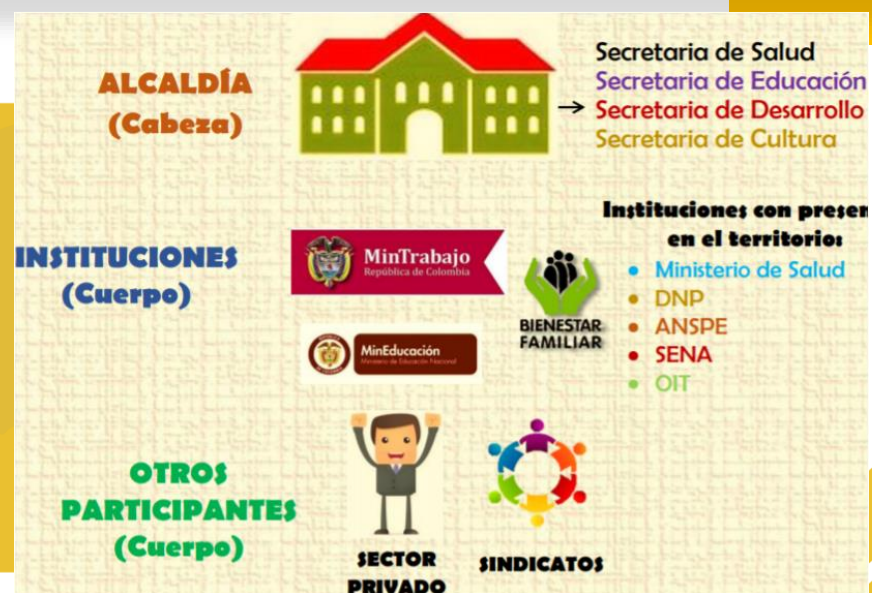 ALCALDÍA
(Cabeza)
Secretaria de Salud
Secretaria de Educación
→ Secretaria de Desarrollo
Secretaria de Cultura
INSTITUCIONES
(Cuerpo)
MinTrabajo
República de Colombia
MinEducación
Ministerio de Educación Nacional
BIENESTAR
FAMILIAR
Instituciones con presen
en el territorio:
• Ministerio de Salud
• DNP
• ANSPE
• SENA
• OIT
OTROS
PARTICIPANTES
(Cuerpo)
SECTOR
PRIVADO
SINDICATOS